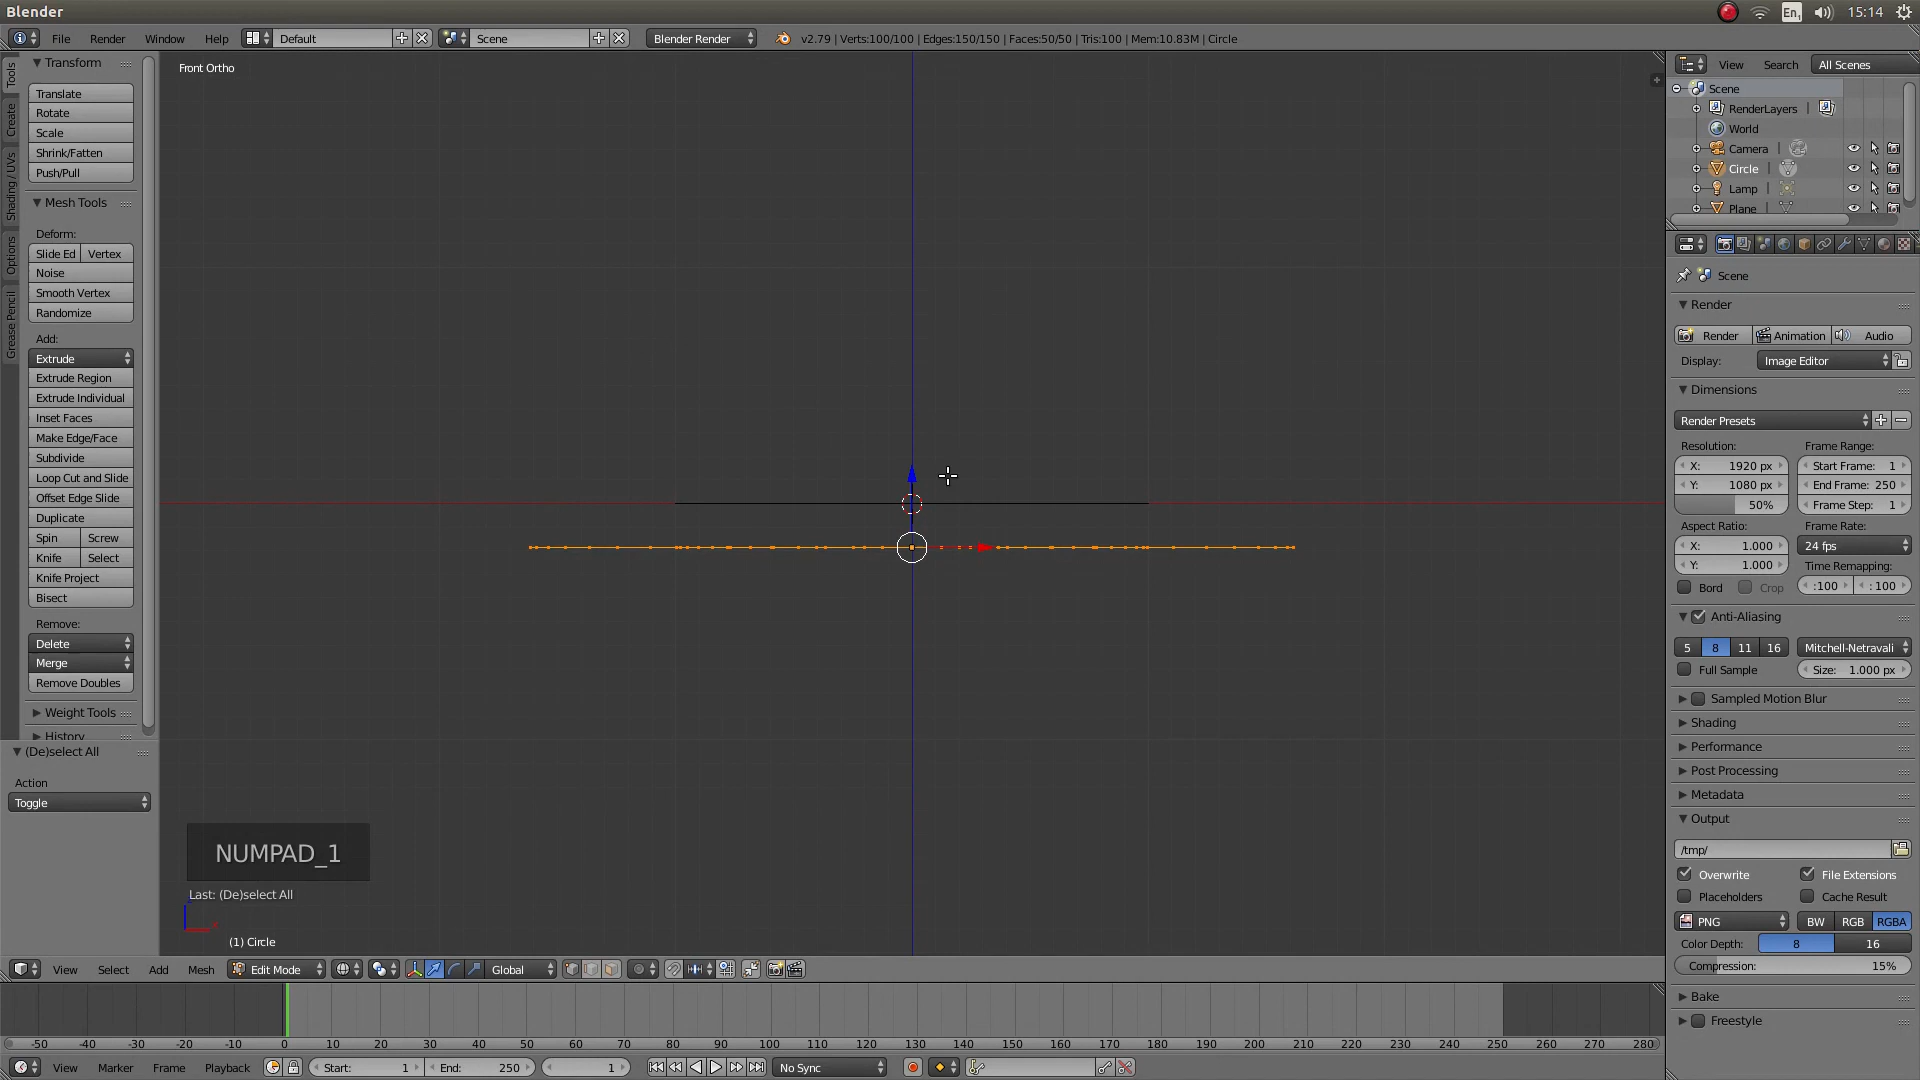 Blender
En1 15:14
File Render Window Help Default Scene Blender Render v2.79 | Verts:100/100 | Edges:150/150 | Faces:50/50 | Tris:100 | Mem:10.83M | Circle
Tools
Create
Shading / UVs
Options
Grease Pencil
Transform
Translate
Rotate
Scale
Shrink/Fatten
Push/Pull
Mesh Tools
Deform:
Slide Ed Vertex
Noise
Smooth Vertex
Randomize
Add:
Extrude
Extrude Region
Extrude Individual
Inset Faces
Make Edge/Face
Subdivide
Loop Cut and Slide
Offset Edge Slide
Duplicate
Spin Screw
Knife Select
Knife Project
Bisect
Remove:
Delete
Merge
Remove Doubles
Weight Tools
History
(De)select All
Action
Toggle
Front Ortho
NUMPAD_1
Last: (De)select All
(1) Circle
View Select Add Mesh Edit Mode Global
-50 -40 -30 -20 -10 0 10 20 30 40 50 60 70 80 90 100 110 120 130 140 150 160 170 180 190 200 210 220 230 240 250 260 270 280
View Marker Frame Playback Start: 1 End: 250 1 No Sync
View Search All Scenes
Scene
RenderLayers
World
Camera
Circle
Lamp
Plane
Scene
Render
Render Animation Audio
Display: Image Editor
Dimensions
Render Presets
Resolution: Frame Range:
X: 1920 px Start Frame: 1
Y: 1080 px End Frame: 250
50% Frame Step: 1
Aspect Ratio: Frame Rate:
X: 1.000 24 fps
Y: 1.000 Time Remapping:
Bord Crop :100 : 100
Anti-Aliasing
5 8 11 16 Mitchell-Netravali
Full Sample Size: 1.000 px
Sampled Motion Blur
Shading
Performance
Post Processing
Metadata
Output
/tmp/
Overwrite File Extensions
Placeholders Cache Result
PNG BW RGB RGBA
Color Depth: 8 16
Compression: 15%
Bake
Freestyle